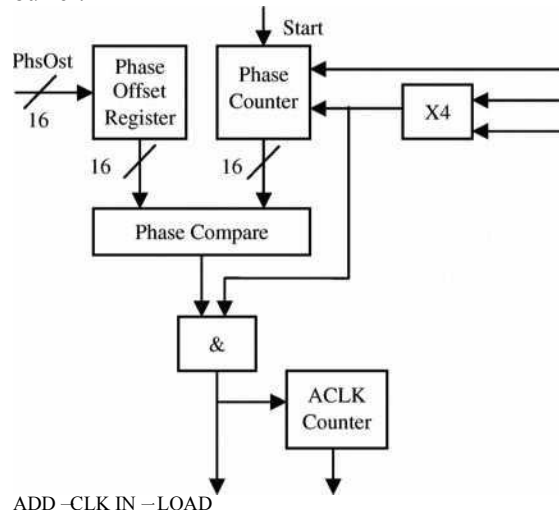 Start
PhsOst
16
Phase
Offset
Register
Phase
Counter
X4
16
16
Phase Compare
&
ACLK
Counter
ADD –CLK IN –LOAD